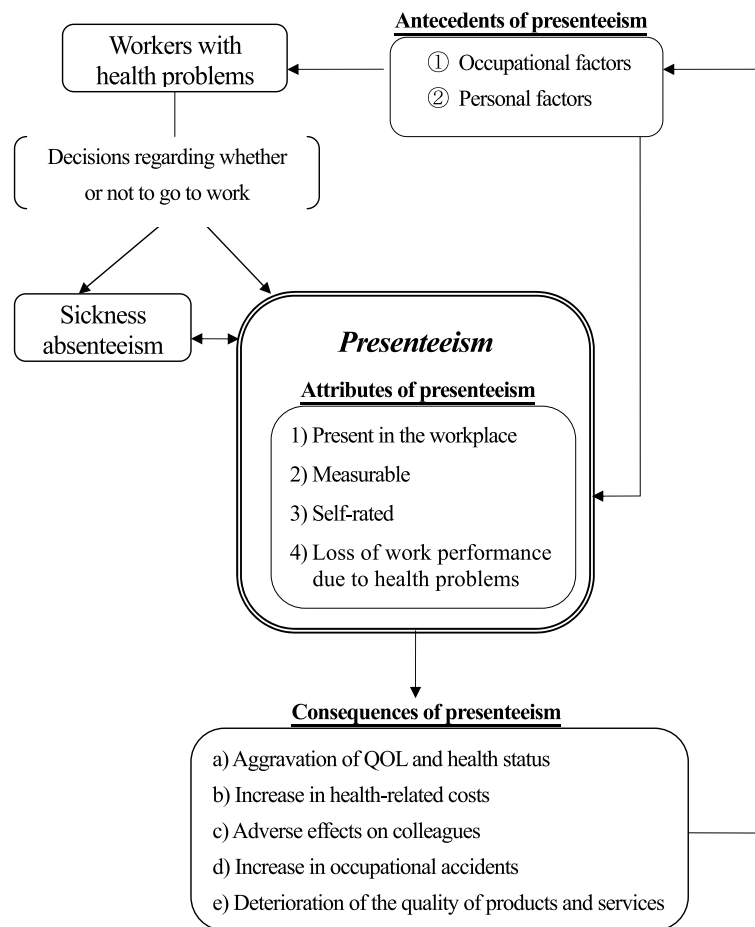 Antecedents of presenteeism
① Occupational factors
② Personal factors
Workers with
health problems
Decisions regarding whether
or not to go to work
Sickness
absenteeism
Presenteeism
Attributes of presenteeism
1) Present in the workplace
2) Measurable
3) Self-rated
4) Loss of work performance
due to health problems
Consequences of presenteeism
a) Aggravation of QOL and health status
b) Increase in health-related costs
c) Adverse effects on colleagues
d) Increase in occupational accidents
e) Deterioration of the quality of products and services